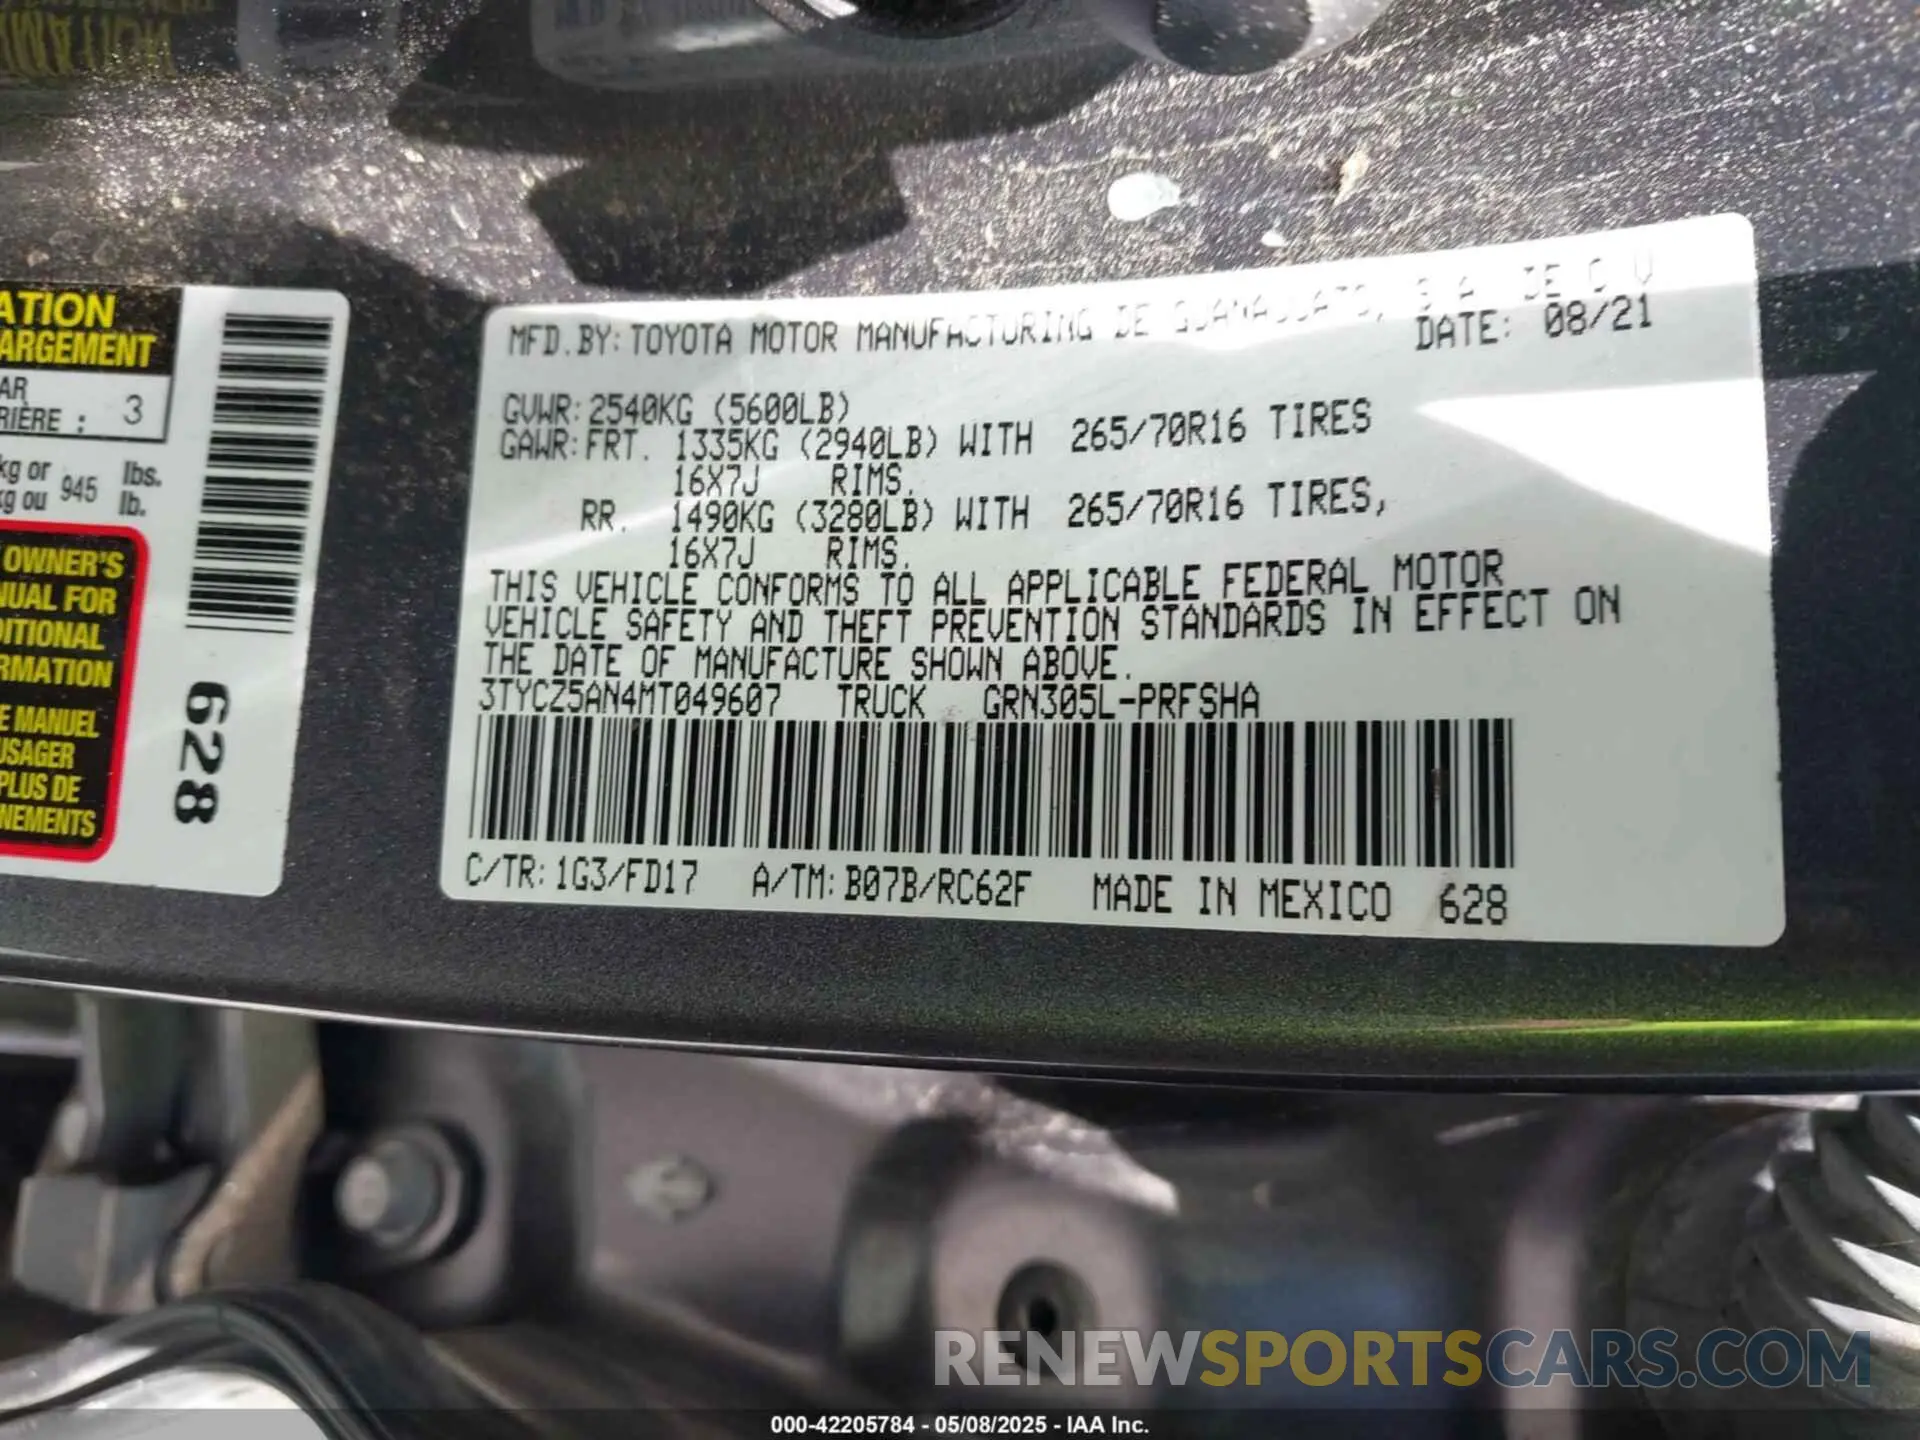 MATION
ATION
ARGEMENT
AR
RIÈRE : 3
kg or
kg ou 945 lbs.
lb.
OWNER'S
NUAL FOR
DITIONAL
RMATION
E MANUEL
USAGER
PLUS DE
NEMENTS
628
MFD.BY: TOYOTA MOTOR MANUFACTURING DE GUANAJUATO, S.A. DE C.V.
DATE: 08/21
GVWR: 2540KG (5600LB)
GAWR: FRT. 1335KG (2940LB) WITH 265/70R16 TIRES
16X7J RIMS.
RR. 1490KG (3280LB) WITH 265/70R16 TIRES,
16X7J RIMS.
THIS VEHICLE CONFORMS TO ALL APPLICABLE FEDERAL MOTOR
VEHICLE SAFETY AND THEFT PREVENTION STANDARDS IN EFFECT ON
THE DATE OF MANUFACTURE SHOWN ABOVE.
3TYCZ5AN4MT049607 TRUCK GRN305L-PRFSHA
C/TR: 1G3/FD17 A/TM: B07B/RC62F MADE IN MEXICO 628
RENEWSPORTSCARS.COM
000-42205784 - 05/08/2025 - IAA Inc.